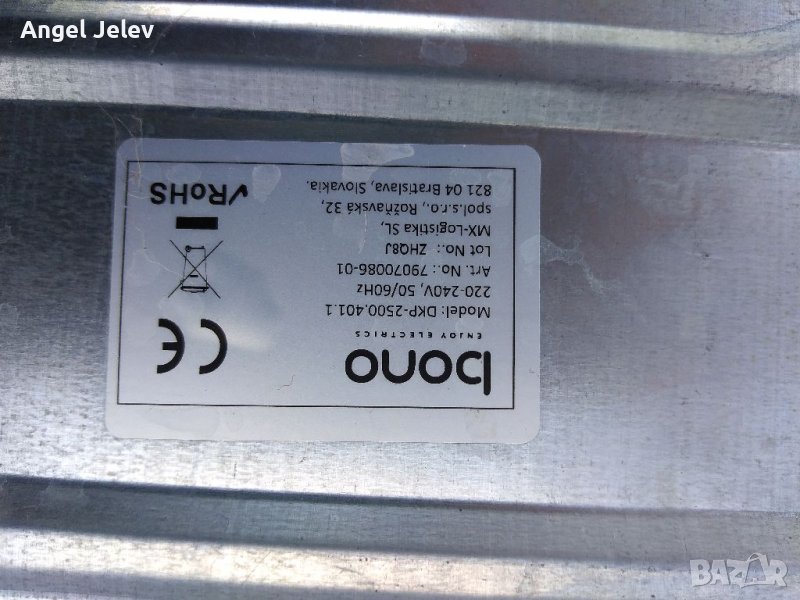 Angel Jelev
bono
ENJOY ELECTRICS
Model: DKP-2500.401.1
220-240V, 50/60Hz
Art. No.: 79070086-01
Lot No.: ZHQ8J
MX-Logistika SL,
spol.s.r.o., Rožňavská 32,
821 04 Bratislava, Slovakia.
CE
✓RoHS
BAZAR